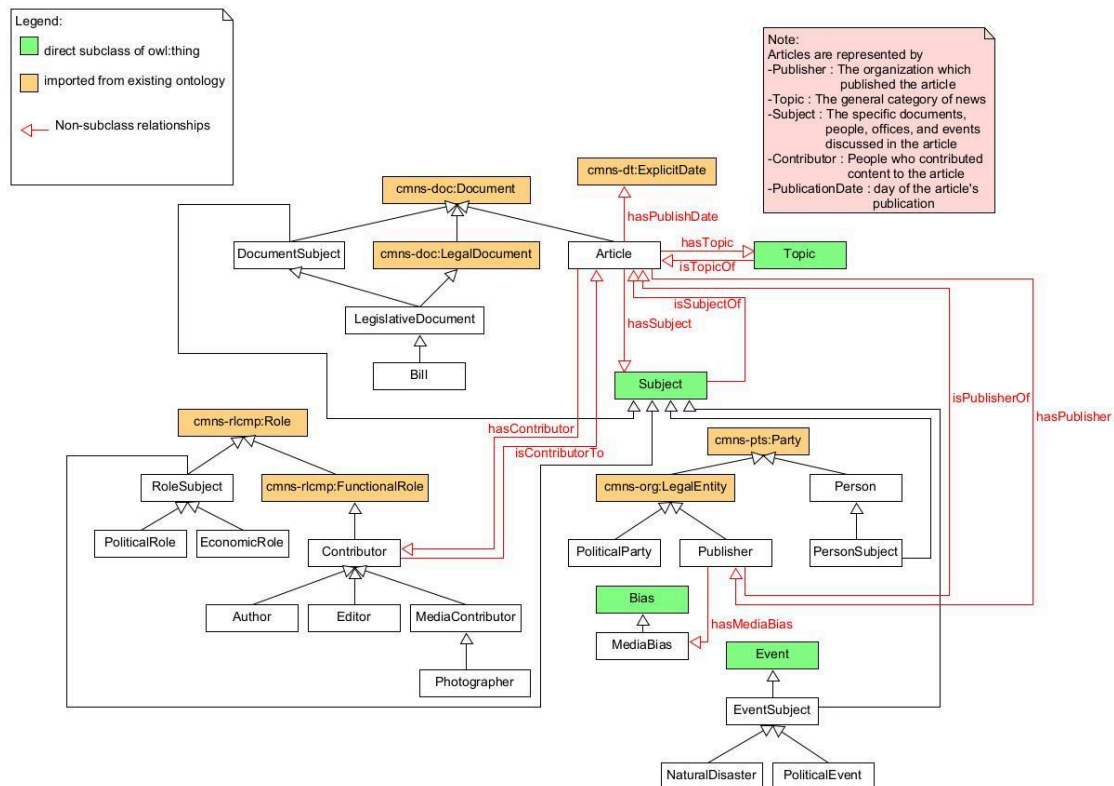 Legend:
direct subclass of owl:thing
imported from existing ontology
Non-subclass relationships
Note:
Articles are represented by
-Publisher : The organization which
published the article
-Topic : The general category of news
-Subject : The specific documents,
people, offices, and events
discussed in the article
-Contributor : People who contributed
content to the article
-PublicationDate : day of the article's
publication
cmns-dt:ExplicitDate
cmns-doc:Document
hasPublishDate
DocumentSubject
cmns-doc:LegalDocument
Article
hasTopic
isTopicOf
Topic
isSubjectOf
hasSubject
LegislativeDocument
Bill
Subject
isPublisherOf
hasPublisher
cmns-rlcmp:Role
hasContributor
isContributorTo
cmns-pts:Party
RoleSubject
cmns-rlcmp:FunctionalRole
cmns-org:LegalEntity
Person
PoliticalRole
EconomicRole
Contributor
PoliticalParty
Publisher
PersonSubject
Author
Editor
MediaContributor
Bias
hasMediaBias
MediaBias
Photographer
Event
EventSubject
NaturalDisaster
PoliticalEvent